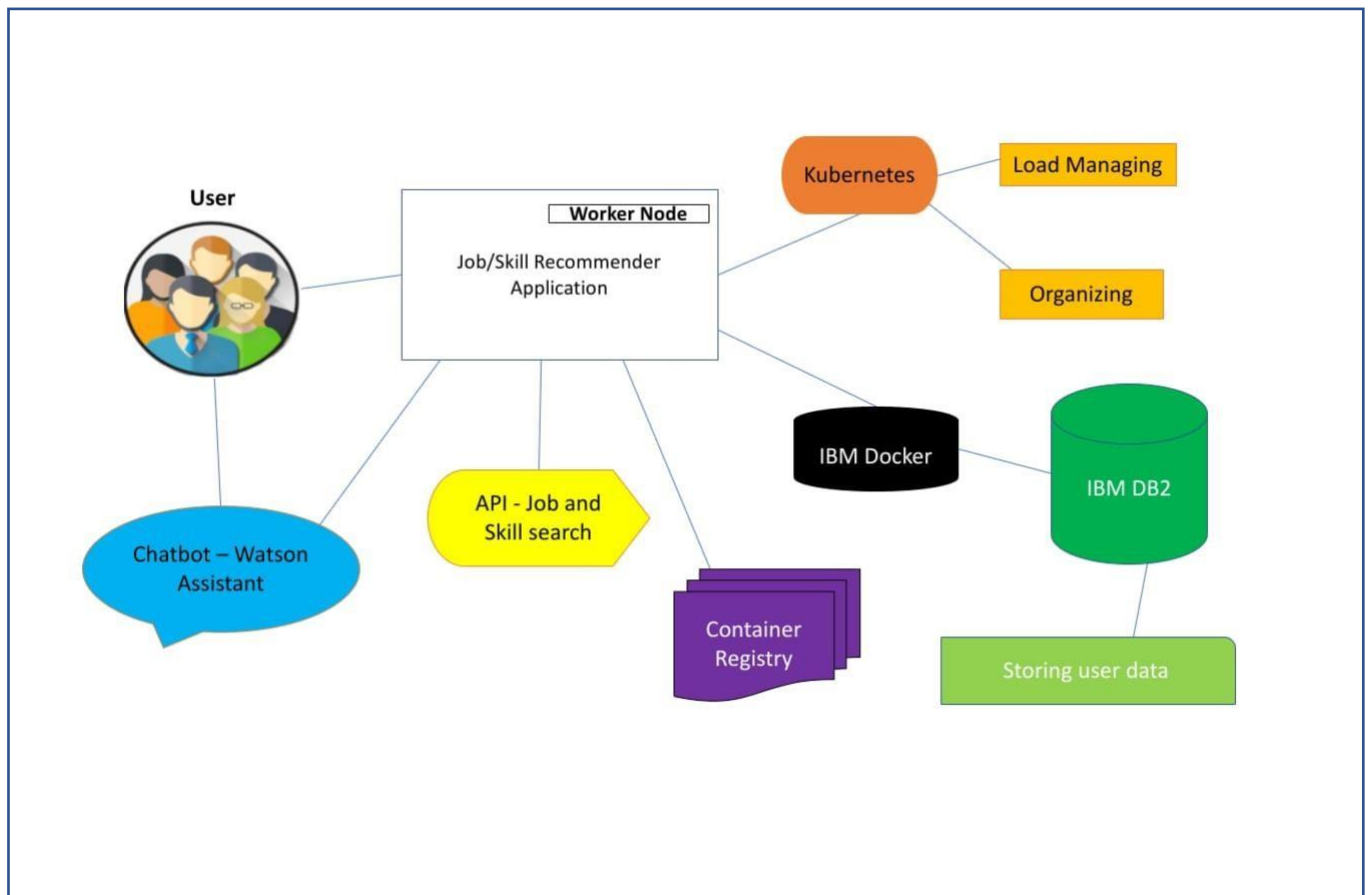 User
Worker Node
Job/Skill Recommender
Application
Kubernetes
Load Managing
Organizing
IBM Docker
IBM DB2
Chatbot – Watson
Assistant
API - Job and
Skill search
Container
Registry
Storing user data